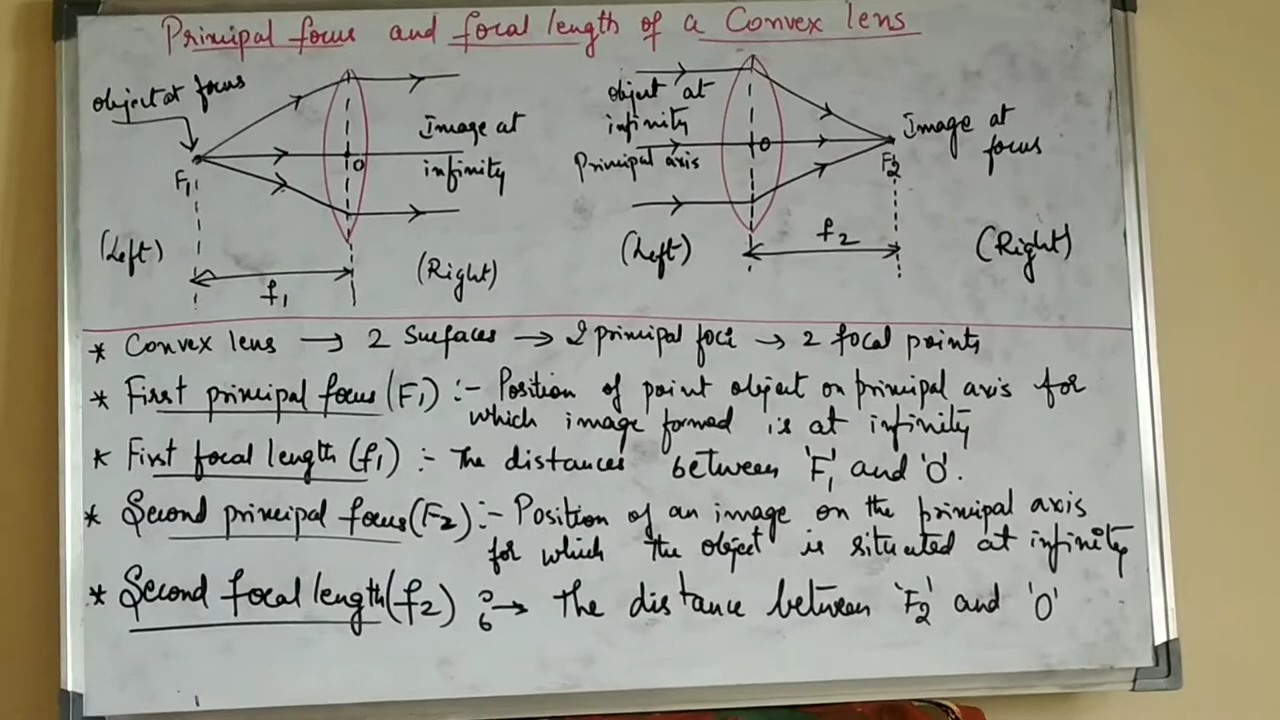 Principal focus and focal length of a Convex lens
Object at focus
F1
O
Image at
infinity
(Left)
(Right)
f1
Object at
infinity
Principal axis
O
Image at
focus
F2
(Left)
f2
(Right)
* Convex lens → 2 Surfaces → 2 principal foci → 2 focal points
* First principal focus (F1) :- Position of point object on principal axis for
which image formed is at infinity
* First focal length (f1) :- The distances between 'F1' and 'O'.
* Second principal focus (F2) :- Position of an image on the principal axis
for which the object is situated at infinity
* Second focal length (f2) :→ The distance between 'F2' and 'O'